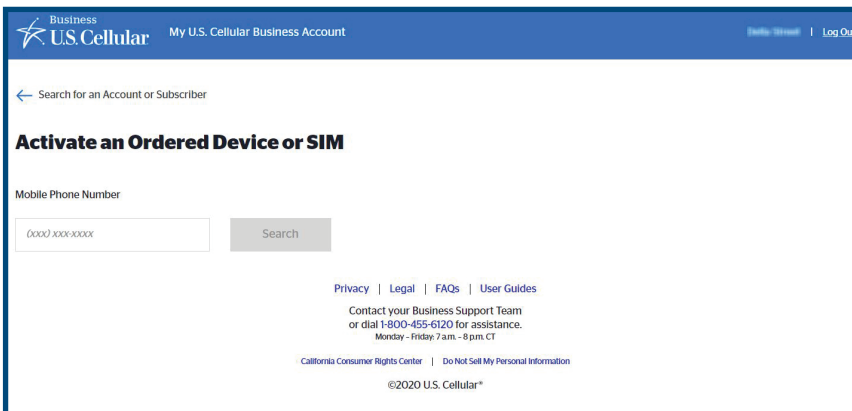 Business
U.S. Cellular
My U.S. Cellular Business Account
| Log Ou
← Search for an Account or Subscriber
Activate an Ordered Device or SIM
Mobile Phone Number
(xxx) xxx-xxxx
Search
Privacy | Legal | FAQs | User Guides
Contact your Business Support Team
or dial 1-800-455-6120 for assistance.
Monday - Friday: 7 a.m. - 8 p.m. CT
California Consumer Rights Center | Do Not Sell My Personal Information
©2020 U.S. Cellular®